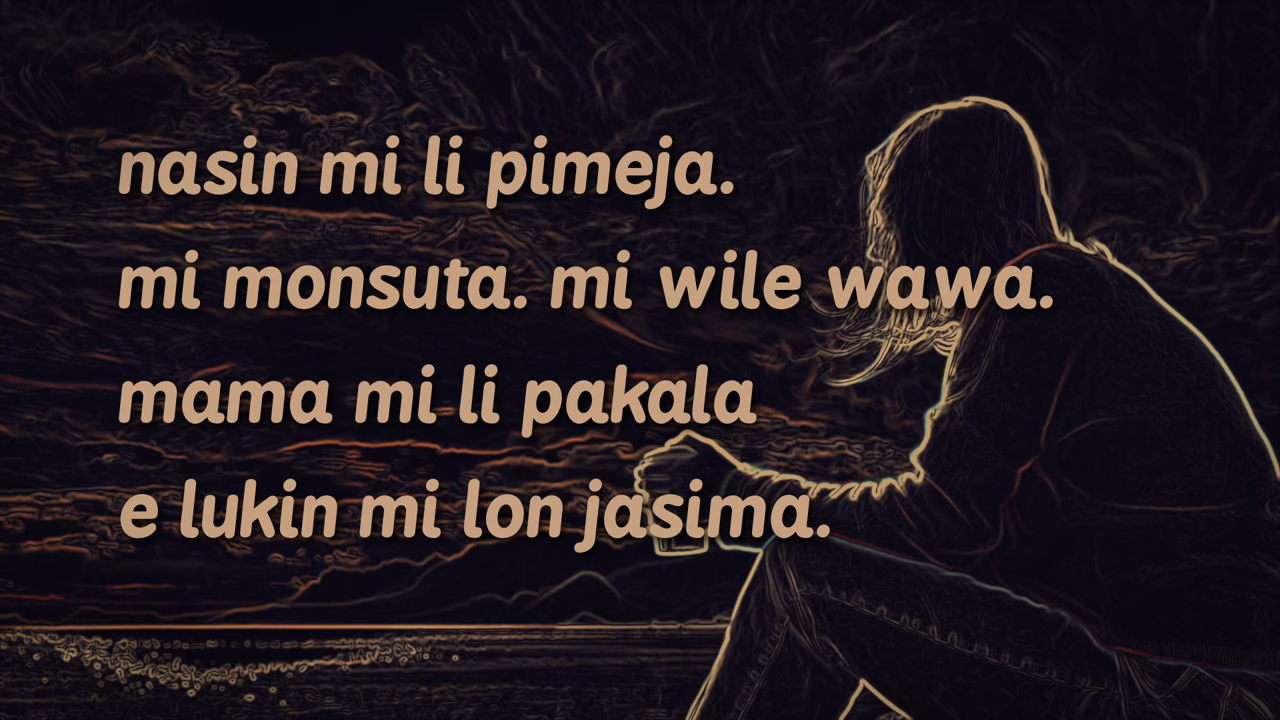 nasin mi li pimeja.
mi monsuta. mi wile wawa.
mama mi li pakala
e lukin mi lon jasima.